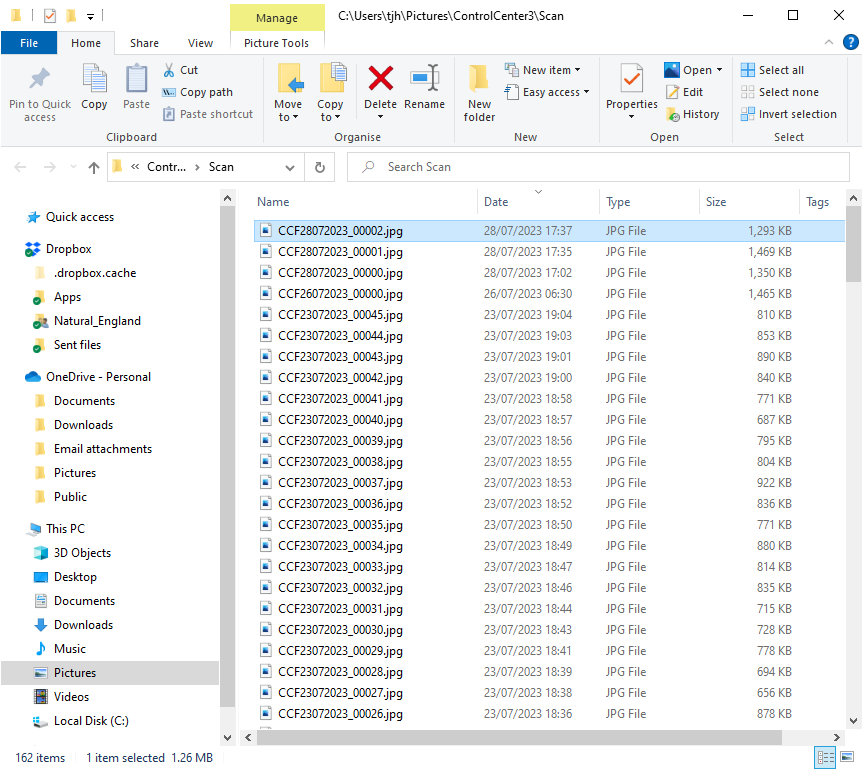 Manage
C:\Users\tjh\Pictures\ControlCenter3\Scan
File Home Share View Picture Tools
Pin to Quick access
Copy
Paste
Cut
Copy path
Paste shortcut
Clipboard
Move to
Copy to
Delete
Rename
Organise
New folder
New item
Easy access
New
Properties
Open
Edit
History
Open
Select all
Select none
Invert selection
Select
« Contr... › Scan
Search Scan
Quick access
Dropbox
.dropbox.cache
Apps
Natural_England
Sent files
OneDrive - Personal
Documents
Downloads
Email attachments
Pictures
Public
This PC
3D Objects
Desktop
Documents
Downloads
Music
Pictures
Videos
Local Disk (C:)
Name Date Type Size Tags
CCF28072023_00002.jpg 28/07/2023 17:37 JPG File 1,293 KB
CCF28072023_00001.jpg 28/07/2023 17:35 JPG File 1,469 KB
CCF28072023_00000.jpg 28/07/2023 17:02 JPG File 1,350 KB
CCF26072023_00000.jpg 26/07/2023 06:30 JPG File 1,465 KB
CCF23072023_00045.jpg 23/07/2023 19:04 JPG File 810 KB
CCF23072023_00044.jpg 23/07/2023 19:03 JPG File 853 KB
CCF23072023_00043.jpg 23/07/2023 19:01 JPG File 890 KB
CCF23072023_00042.jpg 23/07/2023 19:00 JPG File 840 KB
CCF23072023_00041.jpg 23/07/2023 18:58 JPG File 771 KB
CCF23072023_00040.jpg 23/07/2023 18:57 JPG File 687 KB
CCF23072023_00039.jpg 23/07/2023 18:56 JPG File 795 KB
CCF23072023_00038.jpg 23/07/2023 18:55 JPG File 804 KB
CCF23072023_00037.jpg 23/07/2023 18:53 JPG File 922 KB
CCF23072023_00036.jpg 23/07/2023 18:52 JPG File 836 KB
CCF23072023_00035.jpg 23/07/2023 18:50 JPG File 771 KB
CCF23072023_00034.jpg 23/07/2023 18:49 JPG File 880 KB
CCF23072023_00033.jpg 23/07/2023 18:47 JPG File 814 KB
CCF23072023_00032.jpg 23/07/2023 18:46 JPG File 835 KB
CCF23072023_00031.jpg 23/07/2023 18:44 JPG File 715 KB
CCF23072023_00030.jpg 23/07/2023 18:43 JPG File 728 KB
CCF23072023_00029.jpg 23/07/2023 18:41 JPG File 778 KB
CCF23072023_00028.jpg 23/07/2023 18:39 JPG File 694 KB
CCF23072023_00027.jpg 23/07/2023 18:38 JPG File 656 KB
CCF23072023_00026.jpg 23/07/2023 18:36 JPG File 878 KB
162 items 1 item selected 1.26 MB